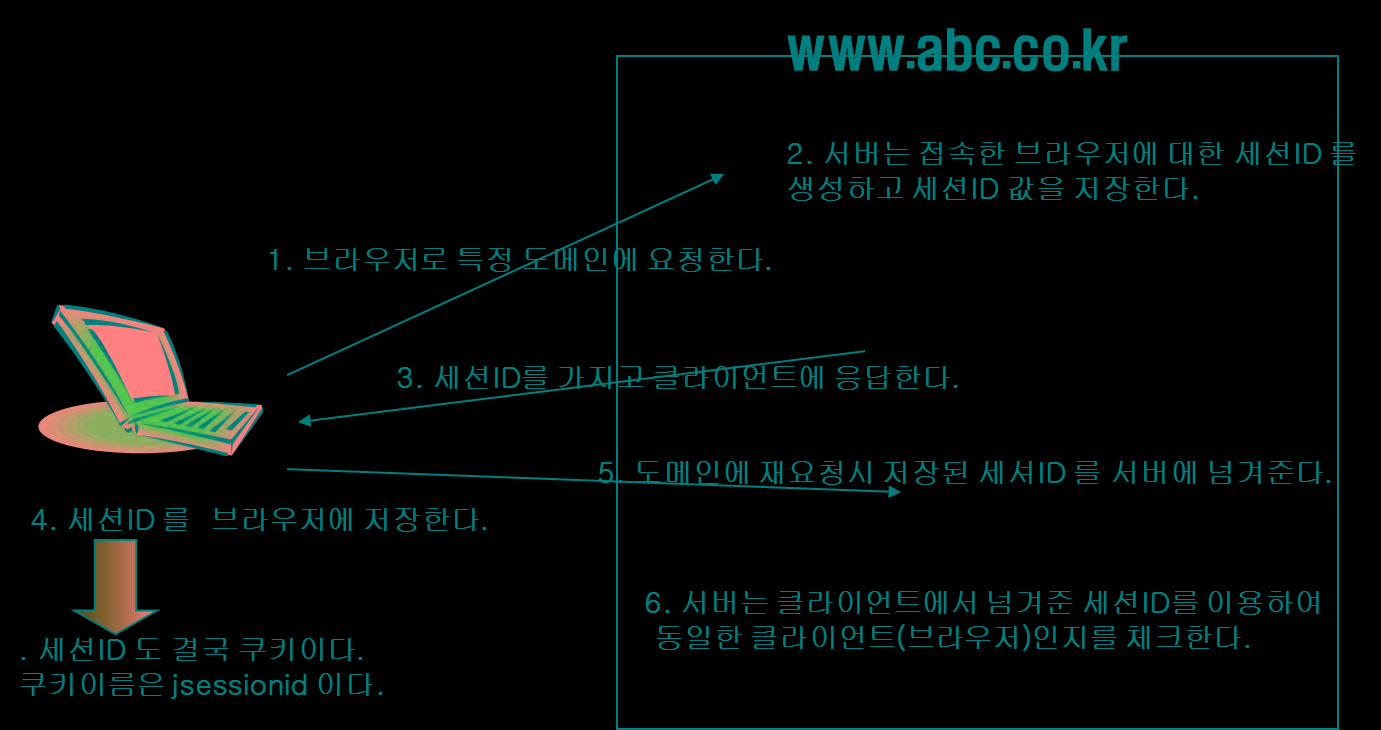 www.abc.co.kr
2. 서버는 접속한 브라우저에 대한 세션ID 를
생성하고 세션ID 값을 저장한다.
1. 브라우저로 특정 도메인에 요청한다.
3. 세션ID를 가지고 클라이언트에 응답한다.
5. 도메인에 재요청시 저장된 세셔ID 를 서버에 넘겨준다.
4. 세션ID 를 브라우저에 저장한다.
6. 서버는 클라이언트에서 넘겨준 세션ID를 이용하여
동일한 클라이언트(브라우저)인지를 체크한다.
. 세션ID 도 결국 쿠키이다.
쿠키이름은 jsessionid 이다.